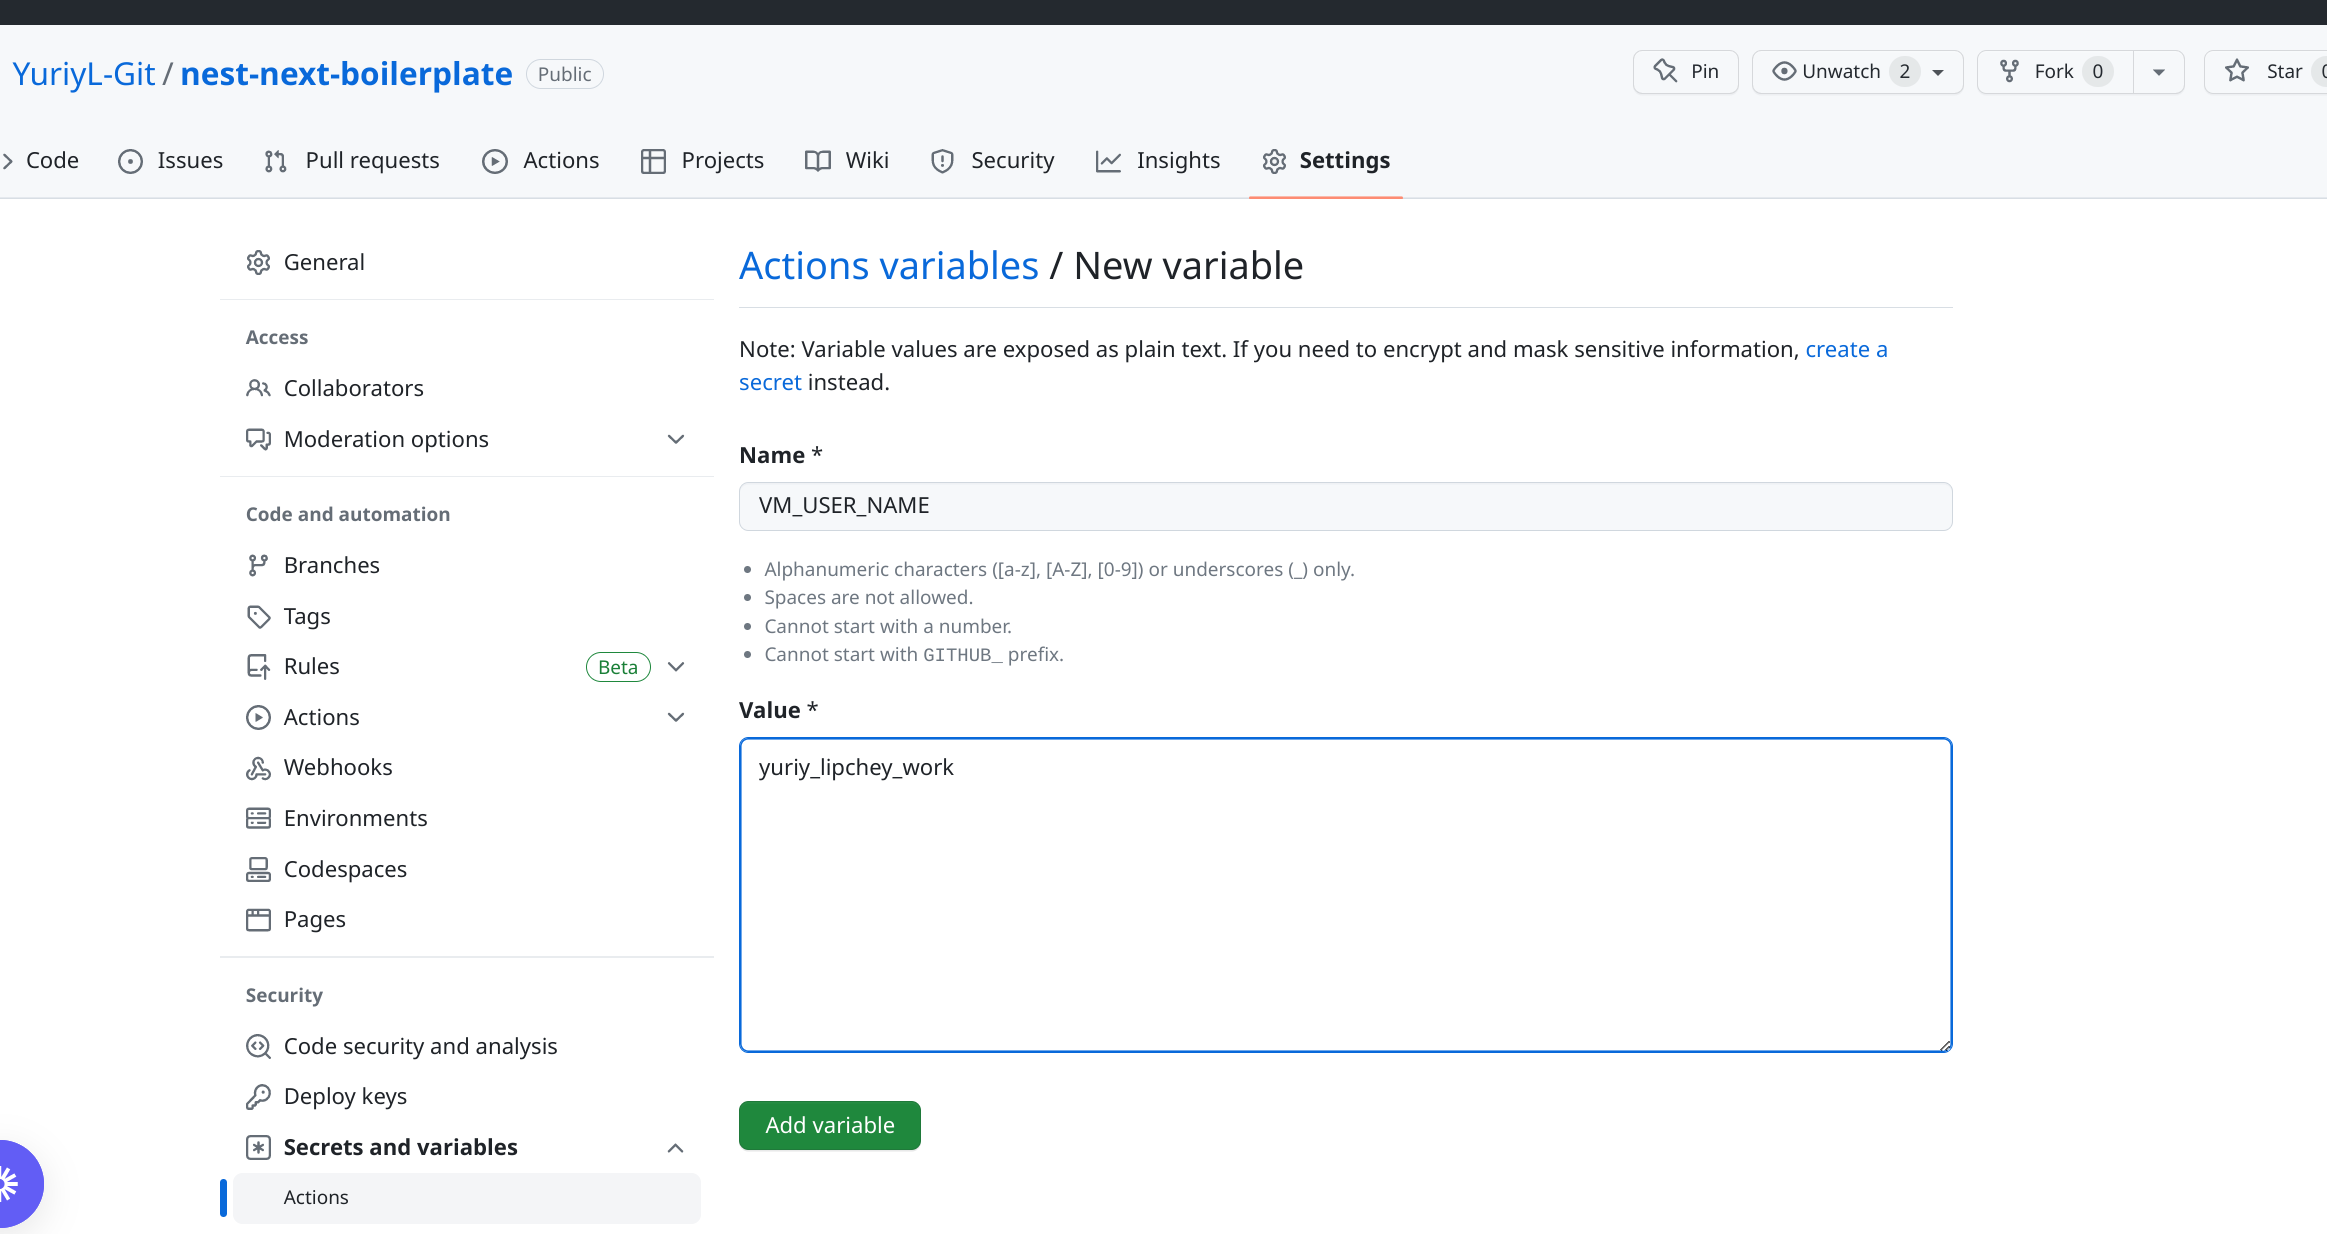 YuriyL-Git / nest-next-boilerplate Public
Pin Unwatch 2 Fork 0 Star
Code Issues Pull requests Actions Projects Wiki Security Insights Settings
General
Access
Collaborators
Moderation options
Code and automation
Branches
Tags
Rules Beta
Actions
Webhooks
Environments
Codespaces
Pages
Security
Code security and analysis
Deploy keys
Secrets and variables
Actions
Actions variables / New variable
Note: Variable values are exposed as plain text. If you need to encrypt and mask sensitive information, create a
secret instead.
Name *
VM_USER_NAME
Alphanumeric characters ([a-z], [A-Z], [0-9]) or underscores (_) only.
Spaces are not allowed.
Cannot start with a number.
Cannot start with GITHUB_ prefix.
Value *
yuriy_lipchey_work
Add variable